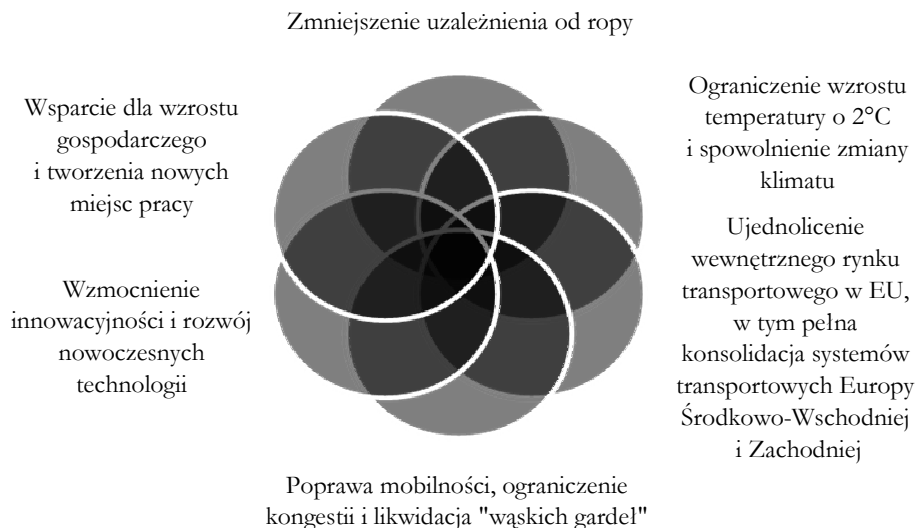 Zmniejszenie uzależnienia od ropy
Wsparcie dla wzrostu
gospodarczego
i tworzenia nowych
miejsc pracy
Ograniczenie wzrostu
temperatury o 2°C
i spowolnienie zmiany
klimatu
Wzmocnienie
innowacyjności i rozwój
nowoczesnych
technologii
Ujednolicenie
wewnętrznego rynku
transportowego w EU,
w tym pełna
konsolidacja systemów
transportowych Europy
Środkowo-Wschodniej
i Zachodniej
Poprawa mobilności, ograniczenie
kongestii i likwidacja "wąskich gardeł"